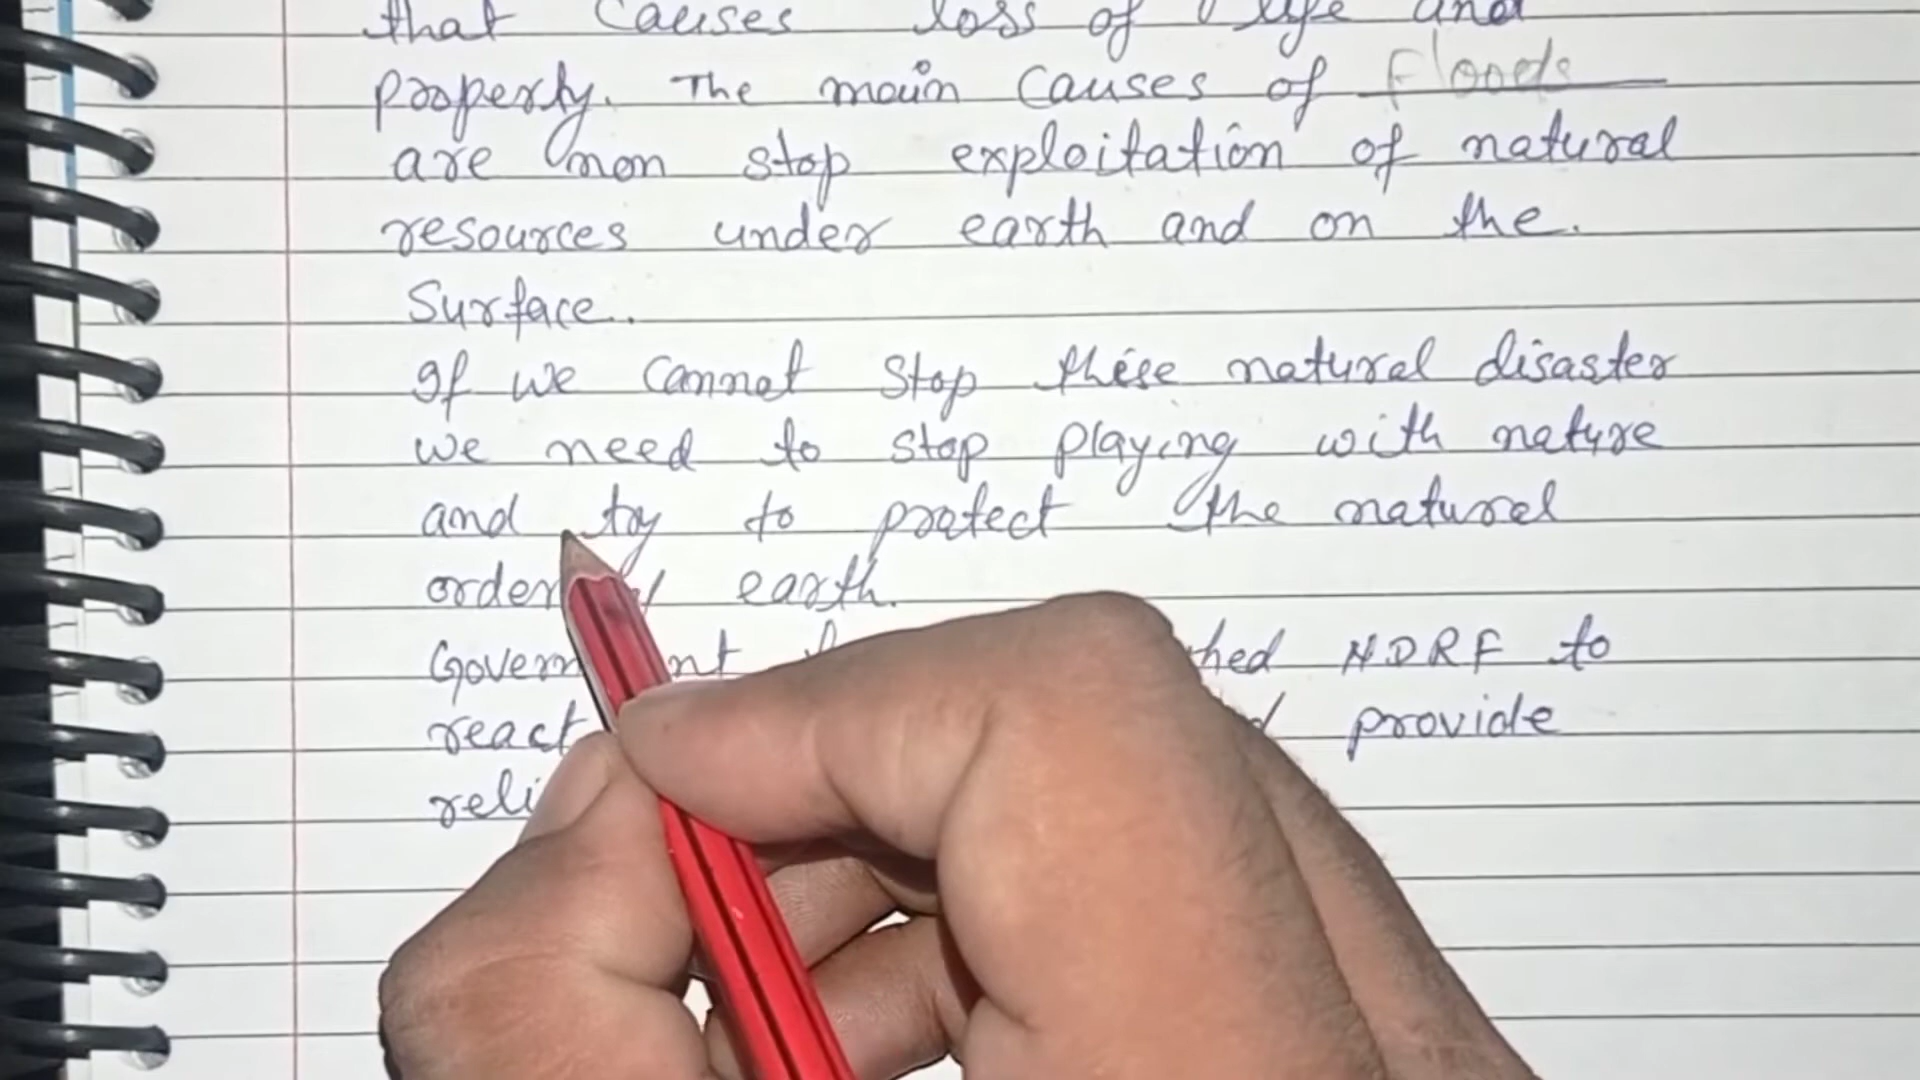 that causes loss of life and
property. The main causes of Floods
are non stop exploitation of natural
resources under earth and on the.
Surface.
If we cannot stop these natural disaster
we need to stop playing with nature
and try to protect the natural
order earth.
NDRF to
react provide